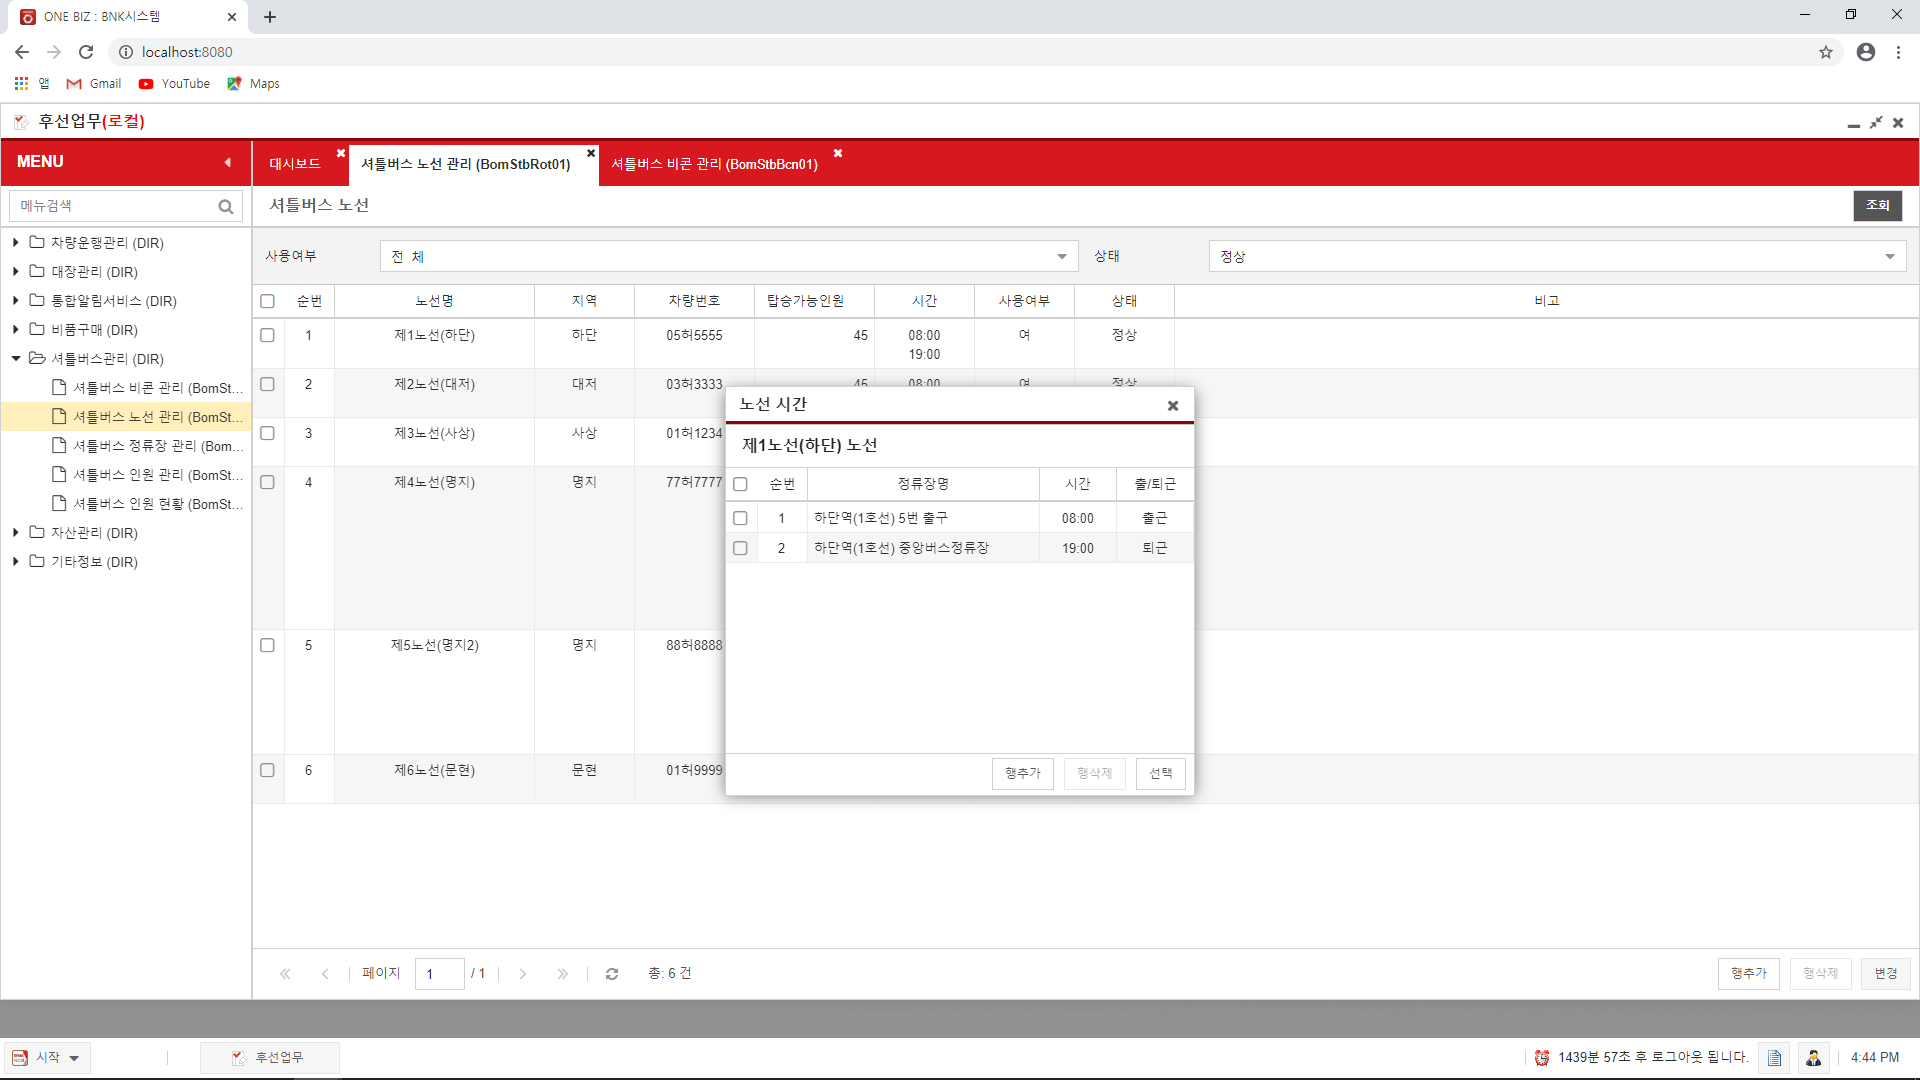 ONE BIZ : BNK시스템
localhost:8080
앱 Gmail YouTube Maps
후선업무(로컬)
MENU
대시보드 셔틀버스 노선 관리 (BomStbRot01) 셔틀버스 비콘 관리 (BomStbBcn01)
메뉴검색
차량운행관리 (DIR)
대장관리 (DIR)
통합알림서비스 (DIR)
비품구매 (DIR)
셔틀버스관리 (DIR)
셔틀버스 비콘 관리 (BomSt...
셔틀버스 노선 관리 (BomSt...
셔틀버스 정류장 관리 (Bom...
셔틀버스 인원 관리 (BomSt...
셔틀버스 인원 현황 (BomSt...
자산관리 (DIR)
기타정보 (DIR)
셔틀버스 노선 조회
사용여부 전 체 상태 정상
순번 노선명 지역 차량번호 탑승가능인원 시간 사용여부 상태 비고
1 제1노선(하단) 하단 05허5555 45 08:00 여 정상
19:00
2 제2노선(대저) 대저 03허3333 45 08:00 여 정상
3 제3노선(사상) 사상 01허1234
4 제4노선(명지) 명지 77허7777
5 제5노선(명지2) 명지 88허8888
6 제6노선(문현) 문현 01허9999
노선 시간
제1노선(하단) 노선
순번 정류장명 시간 출/퇴근
1 하단역(1호선) 5번 출구 08:00 출근
2 하단역(1호선) 중앙버스정류장 19:00 퇴근
행추가 행삭제 선택
페이지 1 / 1 총: 6 건
행추가 행삭제 변경
시작 후선업무 1439분 57초 후 로그아웃 됩니다. 4:44 PM